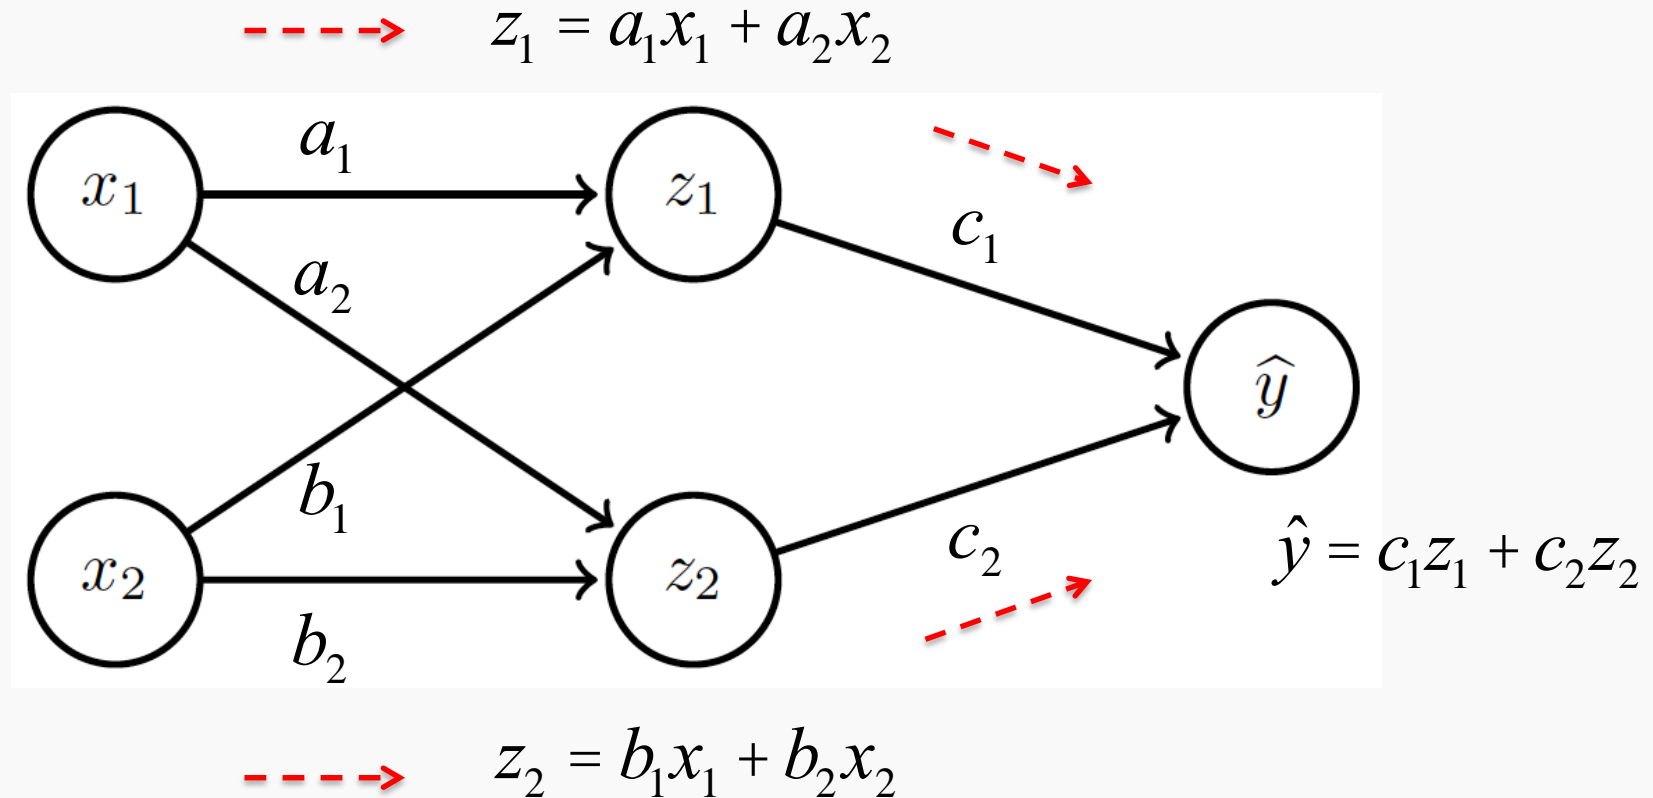 z₁ = a₁x₁ + a₂x₂
a₁
x₁
z₁
c₁
a₂
ŷ
b₁
x₂
z₂
c₂
ŷ = c₁z₁ + c₂z₂
b₂
z₂ = b₁x₁ + b₂x₂